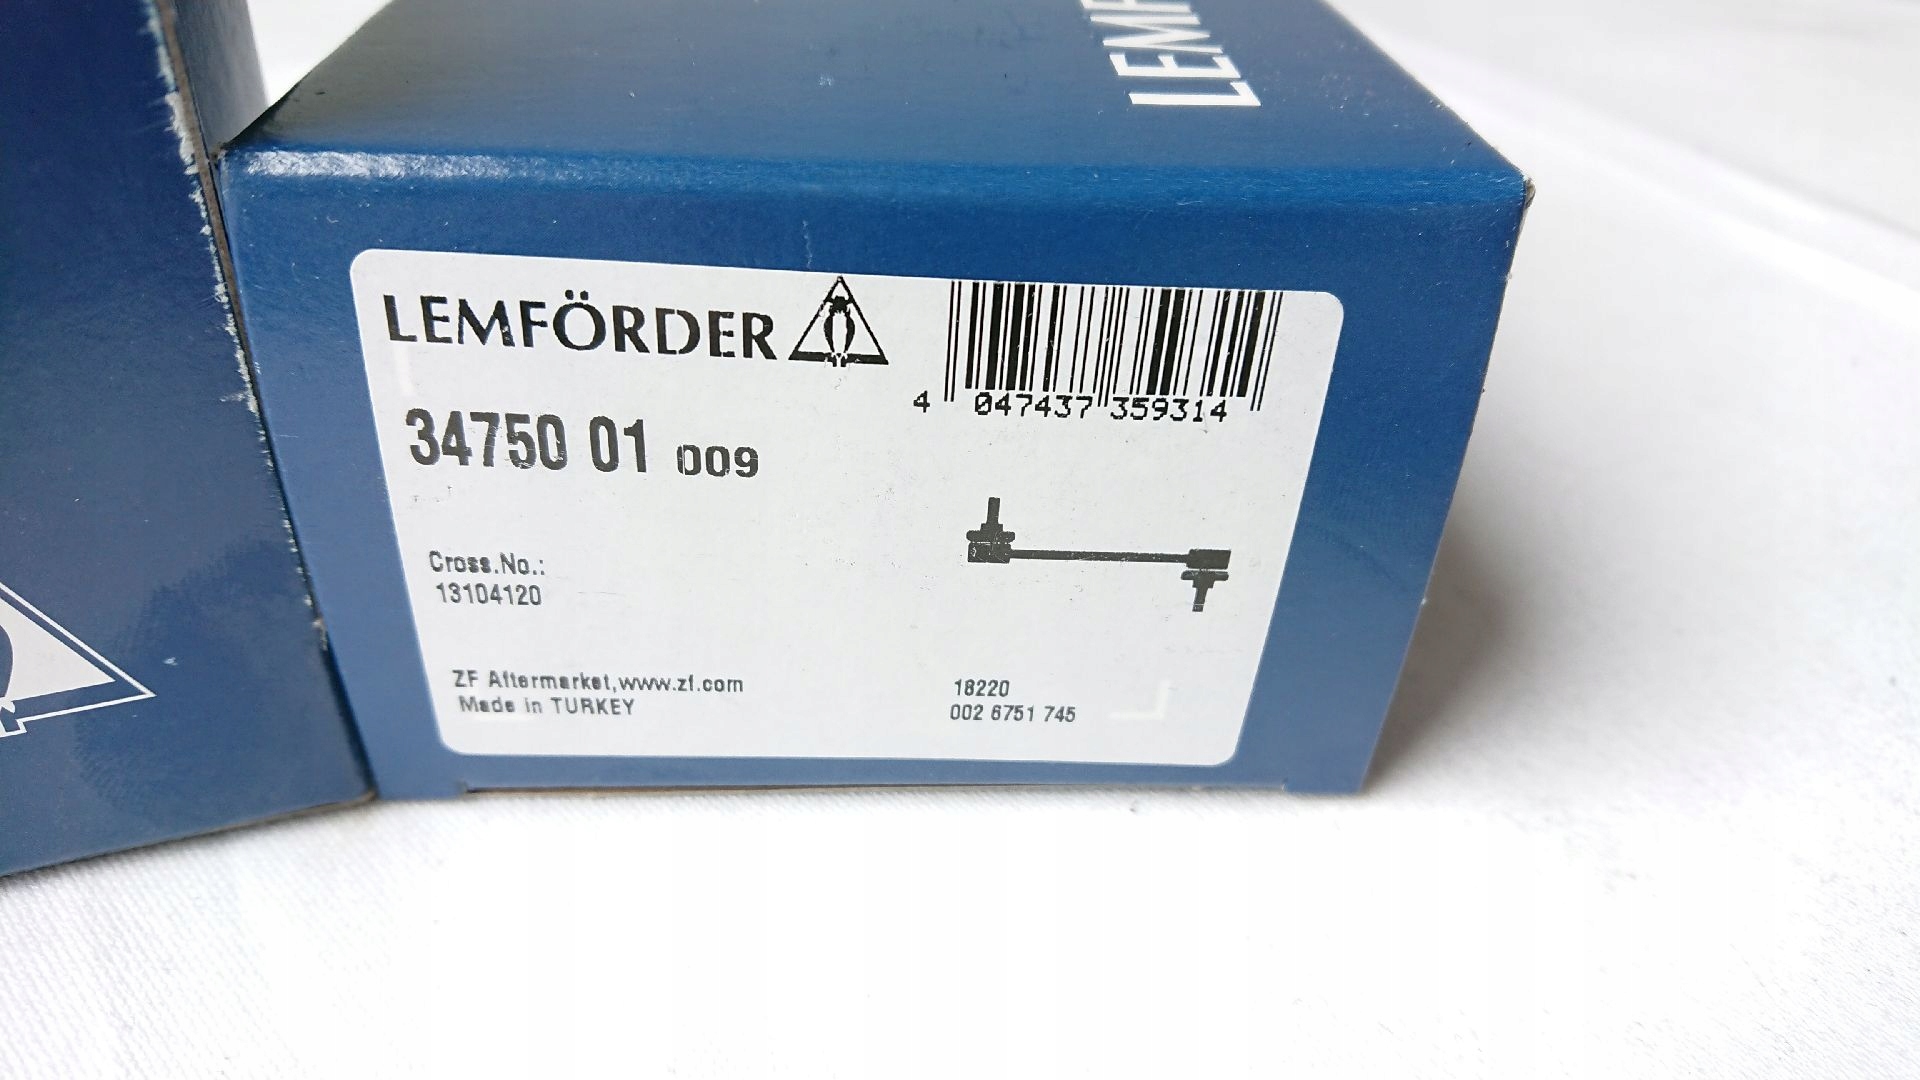 LEMF
LEMFÖRDER
4 047437 359314
34750 01 009
Cross.No.:
13104120
ZF Aftermarket,www.zf.com
Made in TURKEY
18220
002 6751 745